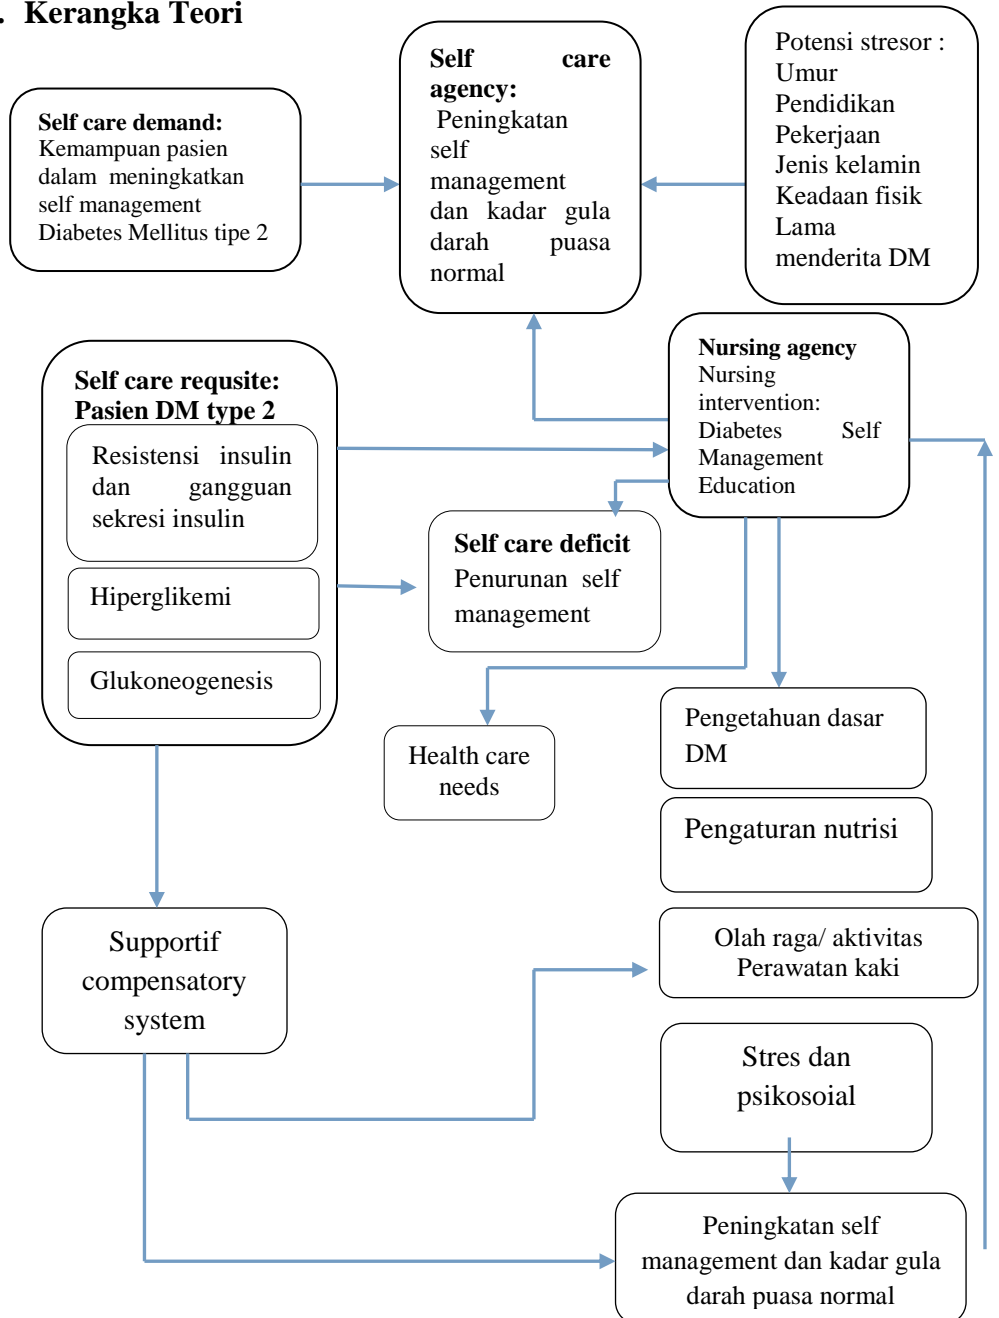 . Kerangka Teori
Self care demand:
Kemampuan pasien
dalam meningkatkan
self management
Diabetes Mellitus tipe 2
Self care
agency:
Peningkatan
self
management
dan kadar gula
darah puasa
normal
Potensi stresor :
Umur
Pendidikan
Pekerjaan
Jenis kelamin
Keadaan fisik
Lama
menderita DM
Self care requsite:
Pasien DM type 2
Resistensi insulin
dan gangguan
sekresi insulin
Hiperglikemi
Glukoneogenesis
Nursing agency
Nursing
intervention:
Diabetes Self
Management
Education
Self care deficit
Penurunan self
management
Health care
needs
Pengetahuan dasar
DM
Pengaturan nutrisi
Olah raga/ aktivitas
Perawatan kaki
Supportif
compensatory
system
Stres dan
psikosoial
Peningkatan self
management dan kadar gula
darah puasa normal